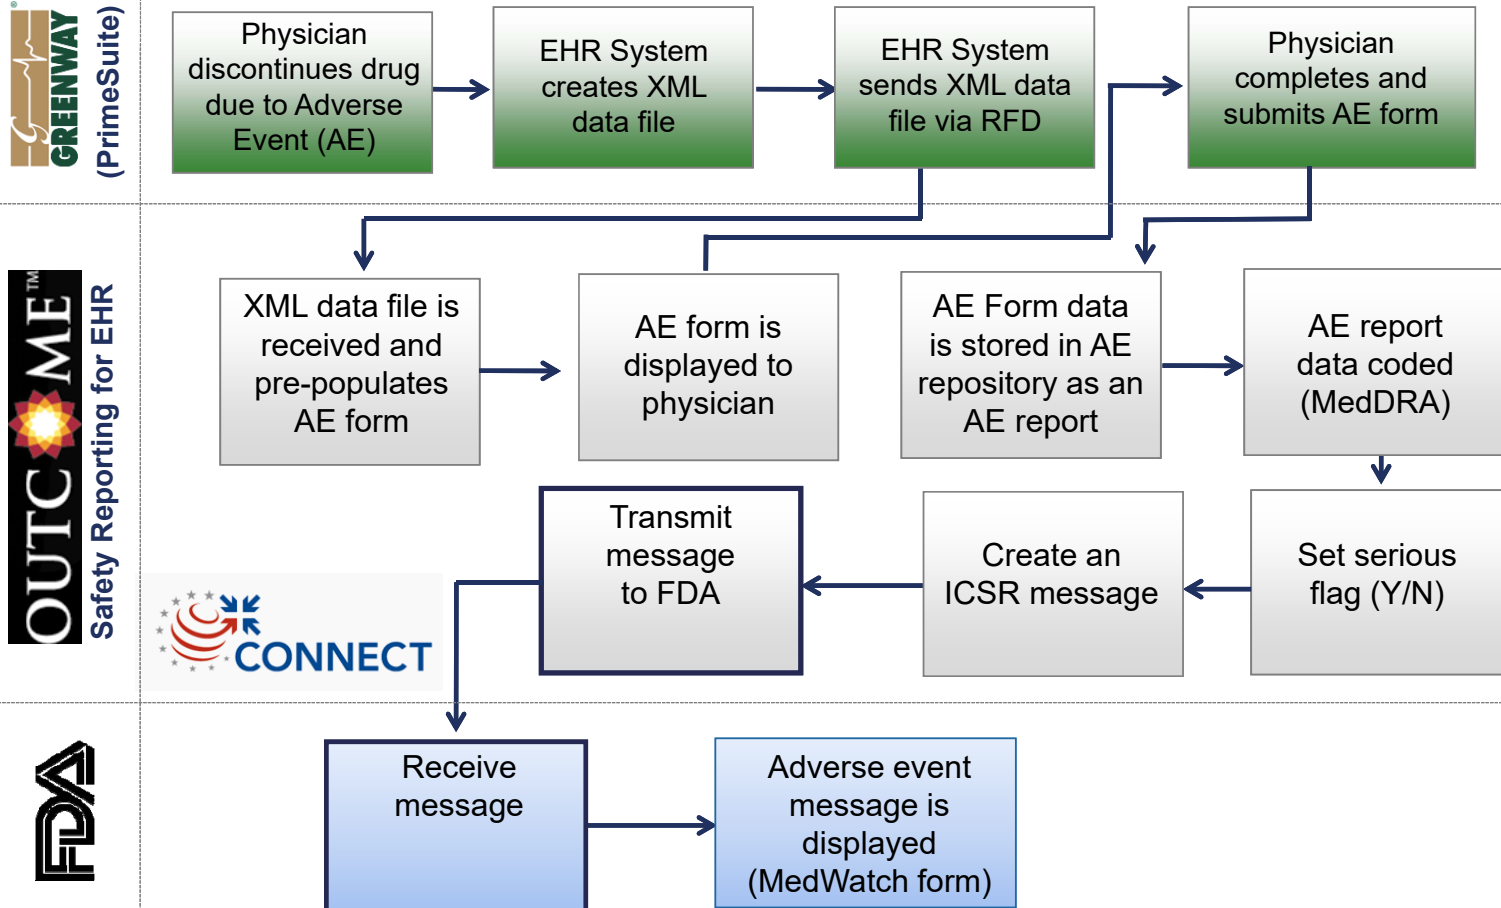 GREENWAY®
(PrimeSuite)
Physician
discontinues drug
due to Adverse
Event (AE)
EHR System
creates XML
data file
EHR System
sends XML data
file via RFD
Physician
completes and
submits AE form
OUTCOME™
Safety Reporting for EHR
XML data file is
received and
pre-populates
AE form
AE form is
displayed to
physician
AE Form data
is stored in AE
repository as an
AE report
AE report
data coded
(MedDRA)
Set serious
flag (Y/N)
Create an
ICSR message
Transmit
message
to FDA
CONNECT
FDA
Receive
message
Adverse event
message is
displayed
(MedWatch form)